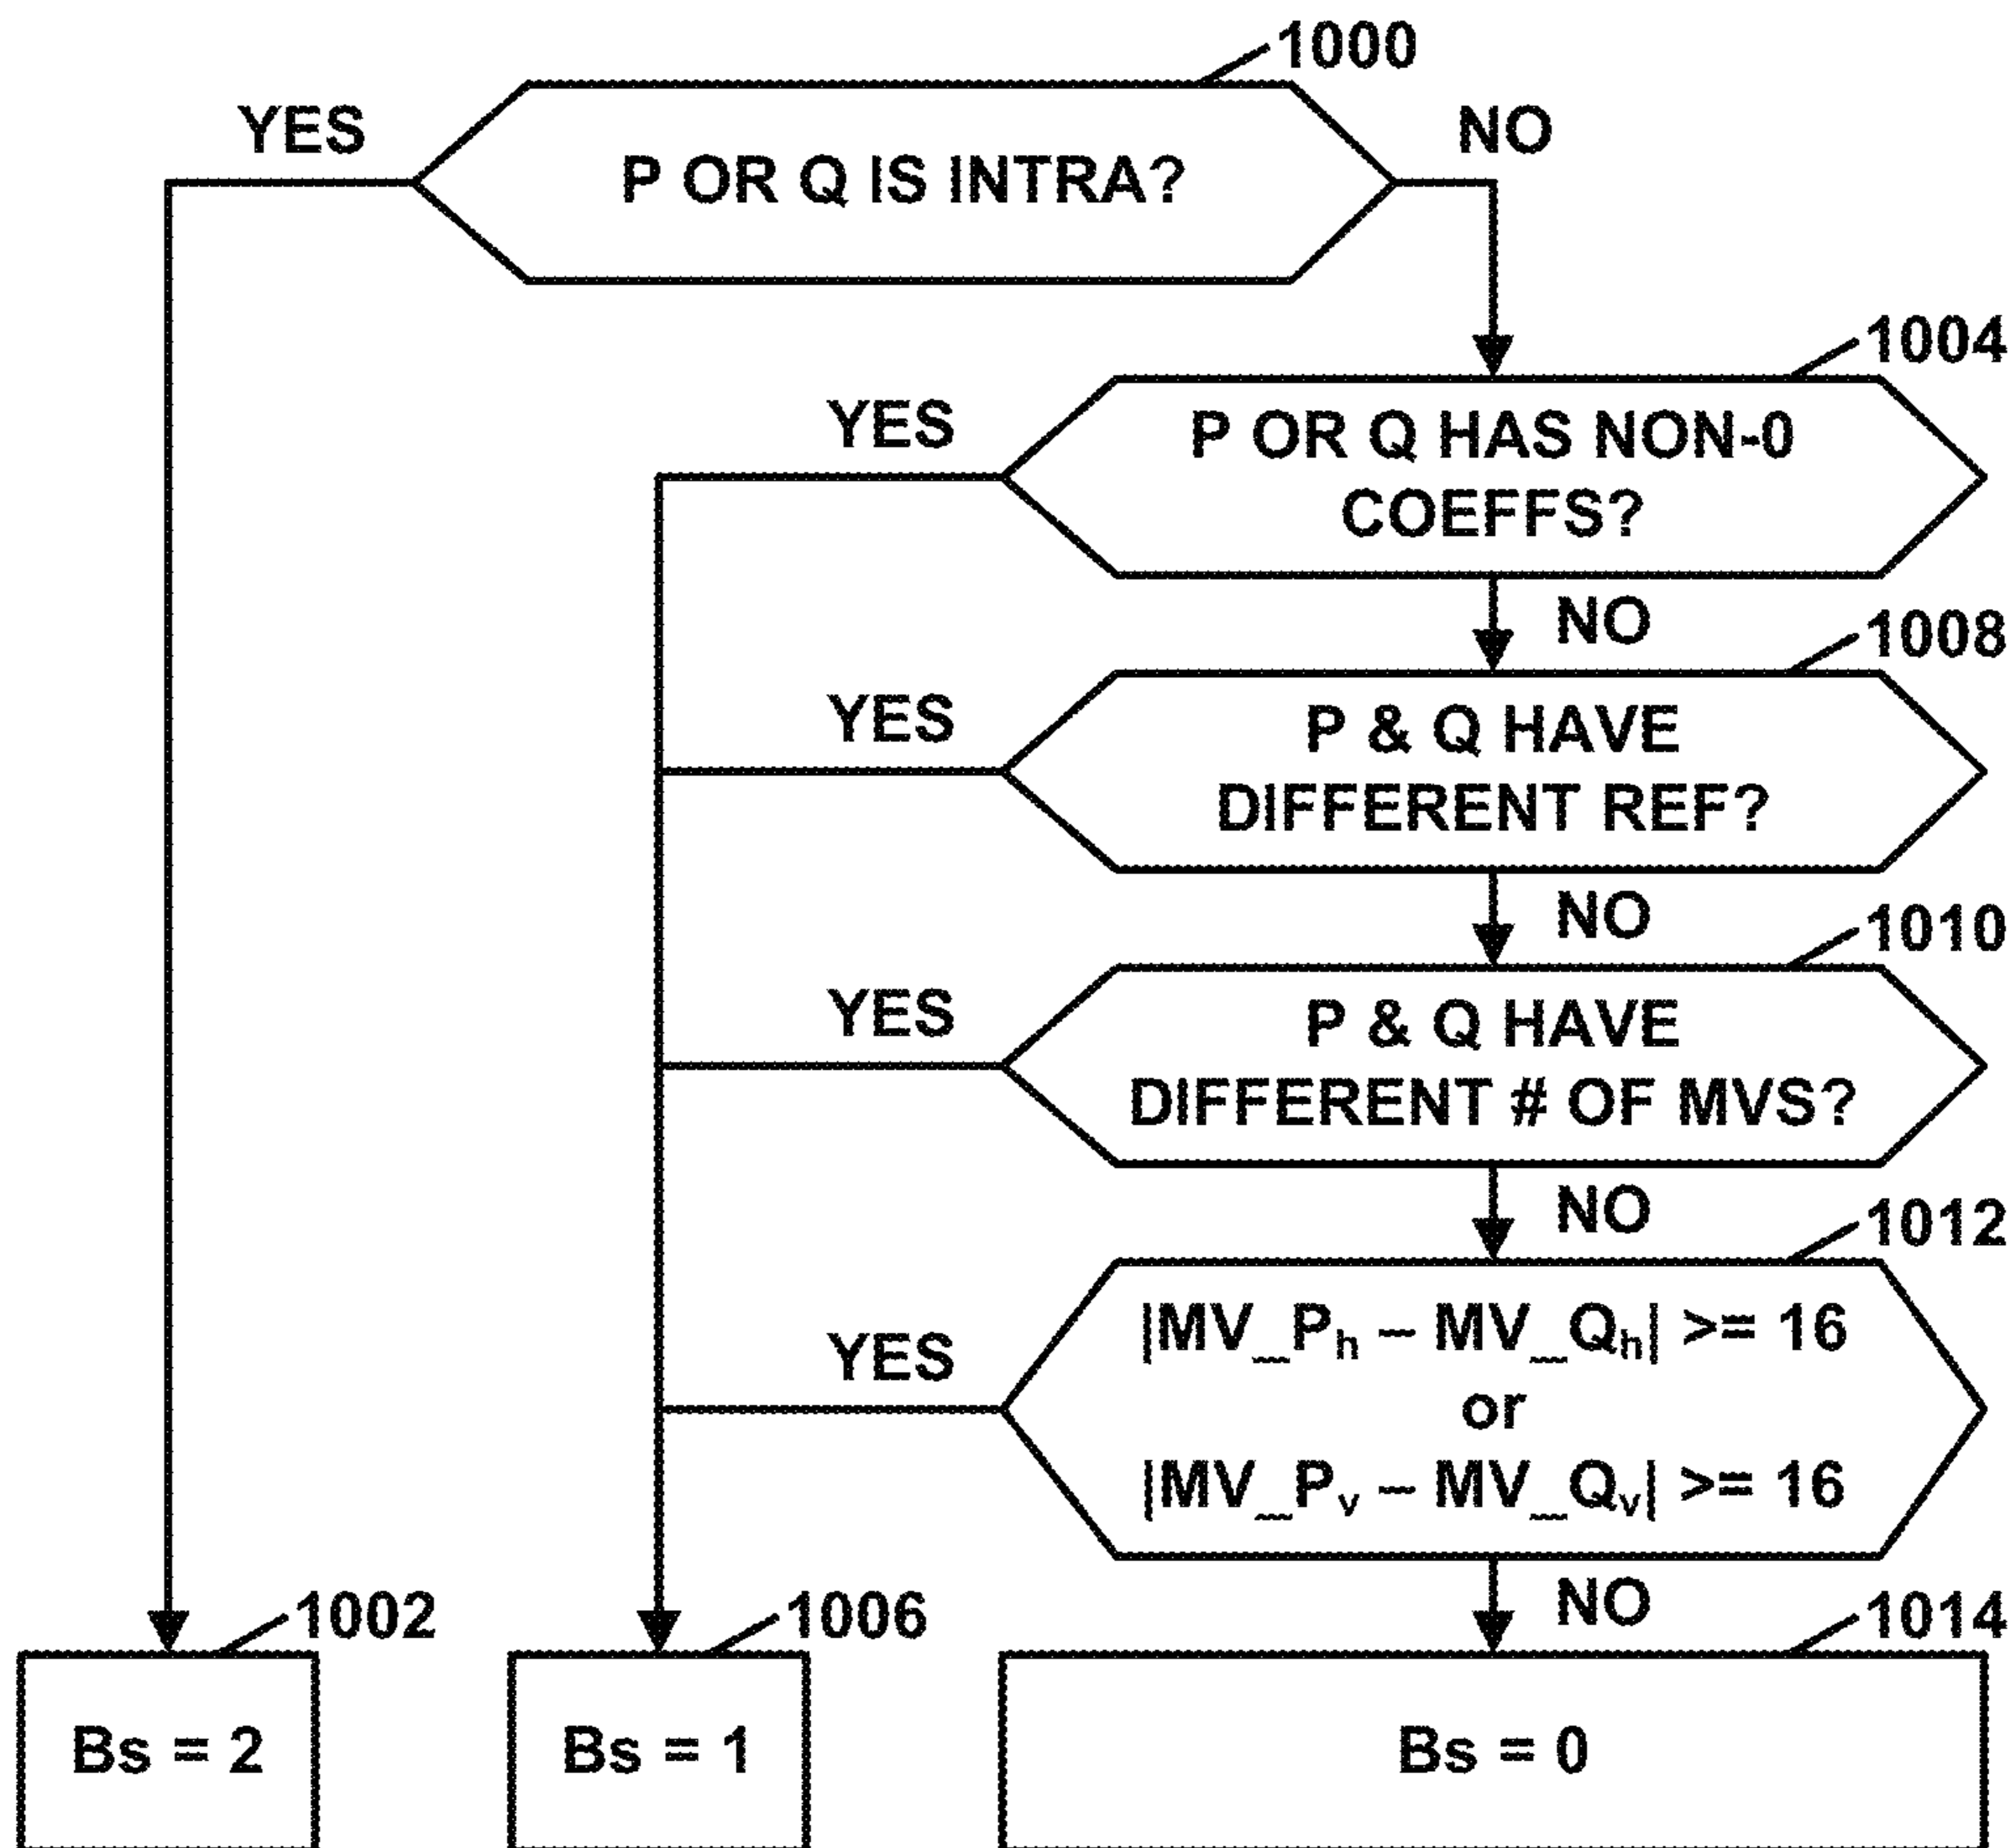 1000
YES
NO
P OR Q IS INTRA?
1004
YES
P OR Q HAS NON-0
COEFFS?
NO
1008
YES
P & Q HAVE
DIFFERENT REF?
NO
1010
YES
P & Q HAVE
DIFFERENT # OF MVS?
NO
1012
|MV_Pₕ – MV_Qₕ| >= 16
YES
or
|MV_Pᵥ – MV_Qᵥ| >= 16
NO
1002
1006
1014
Bs = 2
Bs = 1
Bs = 0